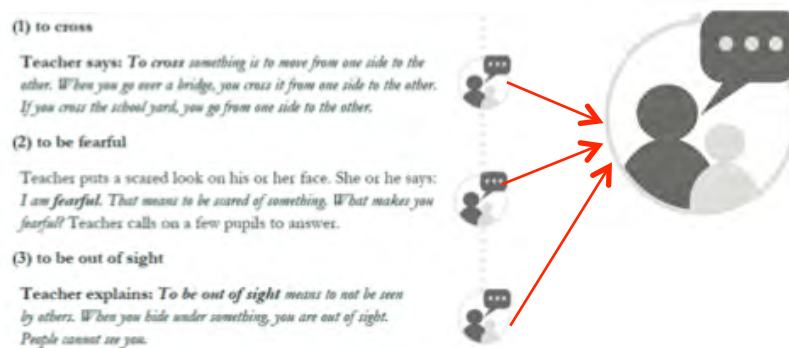 (1) to cross
Teacher says: To cross something is to move from one side to the
other. When you go over a bridge, you cross it from one side to the other.
If you cross the school yard, you go from one side to the other.
(2) to be fearful
Teacher puts a scared look on his or her face. She or he says:
I am fearful. That means to be scared of something. What makes you
fearful? Teacher calls on a few pupils to answer.
(3) to be out of sight
Teacher explains: To be out of sight means to not be seen
by others. When you hide under something, you are out of sight.
People cannot see you.